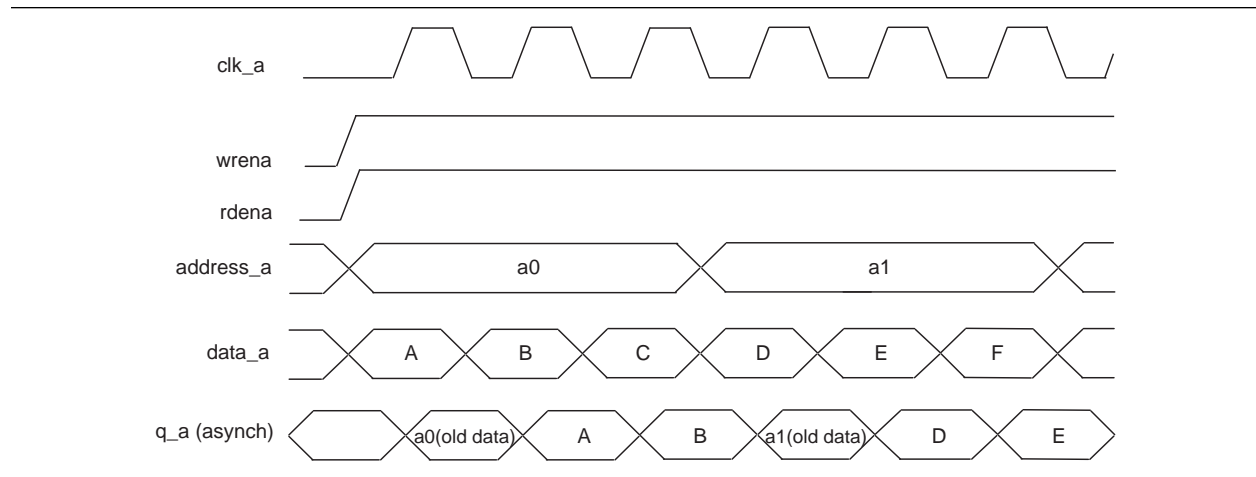 clk_a
wrena
rdena
address_a a0 a1
data_a A B C D E F
q_a (asynch) a0(old data) A B a1(old data) D E